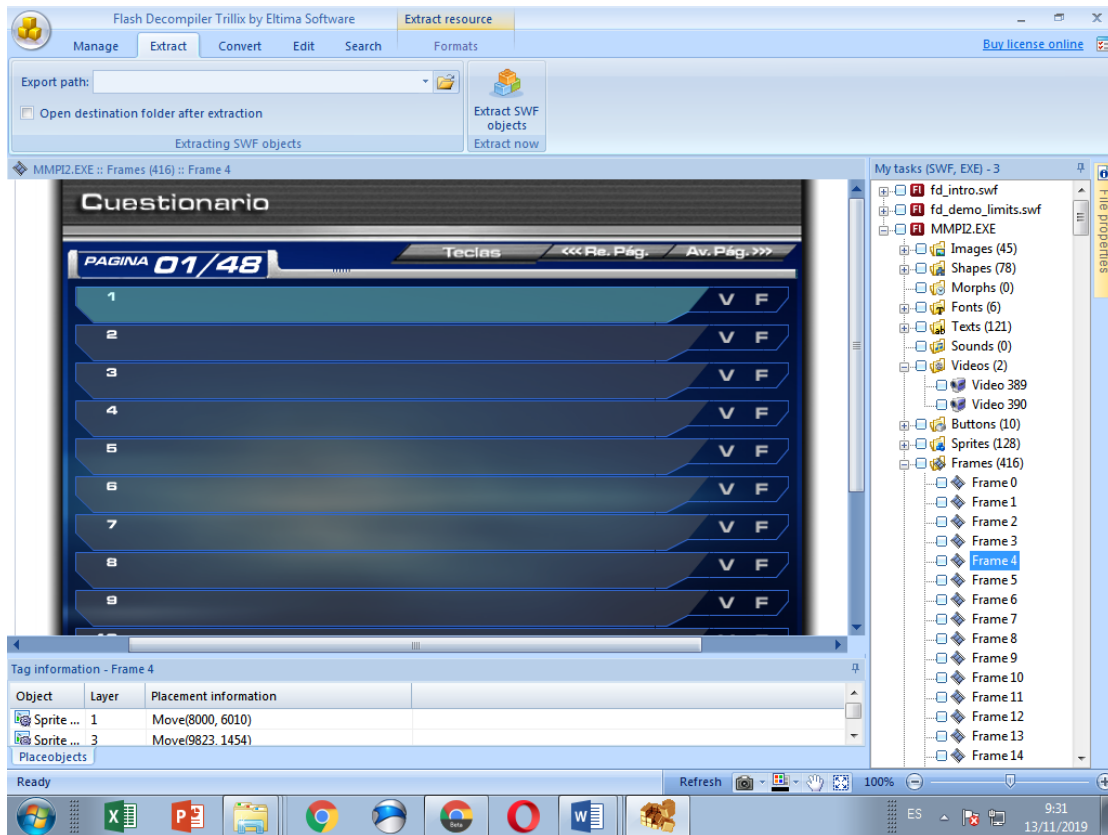 Flash Decompiler Trillix by Eltima Software
Extract resource
Manage Extract Convert Edit Search Formats
Buy license online
Export path:
Open destination folder after extraction
Extract SWF
objects
Extracting SWF objects
Extract now
MMPI2.EXE :: Frames (416) :: Frame 4
Cuestionario
PAGINA 01/48
Teclas
<<< Re. Pág.
Av. Pág. >>>
1 V F
2 V F
3 V F
4 V F
5 V F
6 V F
7 V F
8 V F
9 V F
Tag information - Frame 4
Object Layer Placement information
Sprite ... 1 Move(8000, 6010)
Sprite ... 3 Move(9823, 1454)
Placeobjects
My tasks (SWF, EXE) - 3
fd_intro.swf
fd_demo_limits.swf
MMPI2.EXE
Images (45)
Shapes (78)
Morphs (0)
Fonts (6)
Texts (121)
Sounds (0)
Videos (2)
Video 389
Video 390
Buttons (10)
Sprites (128)
Frames (416)
Frame 0
Frame 1
Frame 2
Frame 3
Frame 4
Frame 5
Frame 6
Frame 7
Frame 8
Frame 9
Frame 10
Frame 11
Frame 12
Frame 13
Frame 14
File properties
Ready
Refresh
100%
Beta
ES
9:31
13/11/2019